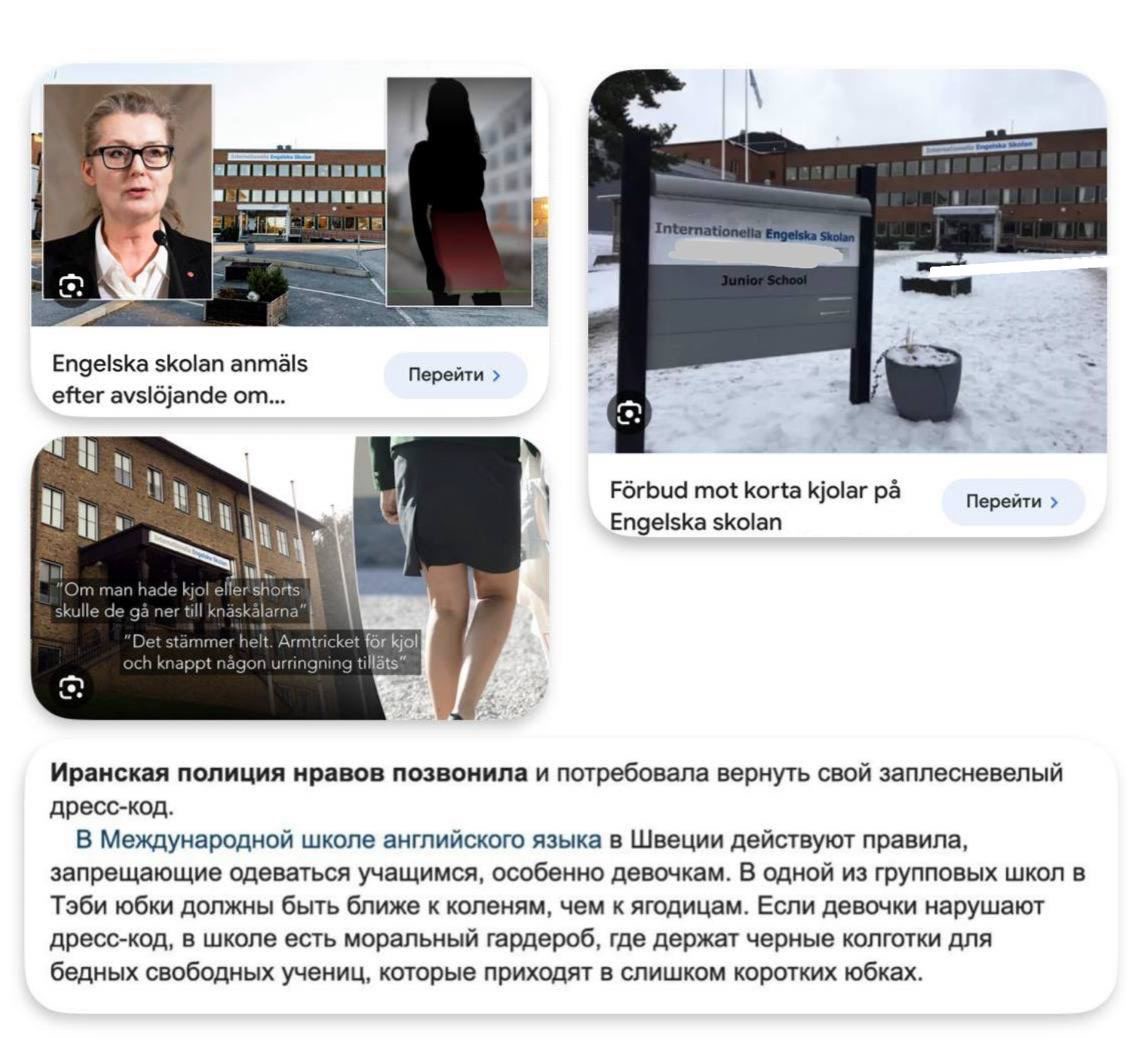 Internationella Engelska Skolan
Engelska skolan anmäls
efter avslöjande om...
Перейти >
Internationella Engelska Skolan
Internationella Engelska Skolan
Junior School
Förbud mot korta kjolar på
Engelska skolan
Перейти >
Internationella Engelska Skolan
"Om man hade kjol eller shorts
skulle de gå ner till knäskålarna"
"Det stämmer helt. Armtricket för kjol
och knappt någon urringning tilläts"
Иранская полиция нравов позвонила и потребовала вернуть свой заплесневелый
дресс-код.
В Международной школе английского языка в Швеции действуют правила,
запрещающие одеваться учащимся, особенно девочкам. В одной из групповых школ в
Тэби юбки должны быть ближе к коленям, чем к ягодицам. Если девочки нарушают
дресс-код, в школе есть моральный гардероб, где держат черные колготки для
бедных свободных учениц, которые приходят в слишком коротких юбках.